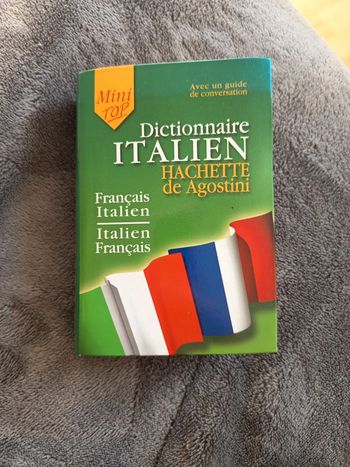 Mini
TOP
Avec un guide
de conversation
Dictionnaire
ITALIEN
HACHETTE
de Agostini
Français
Italien
Italien
Français